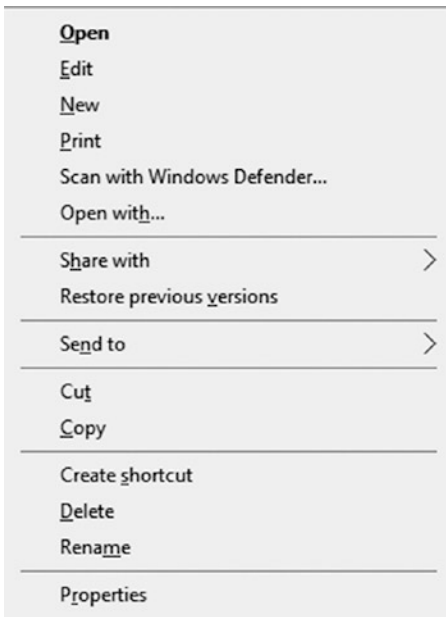 Open
Edit
New
Print
Scan with Windows Defender...
Open with...
Share with
Restore previous versions
Send to
Cut
Copy
Create shortcut
Delete
Rename
Properties